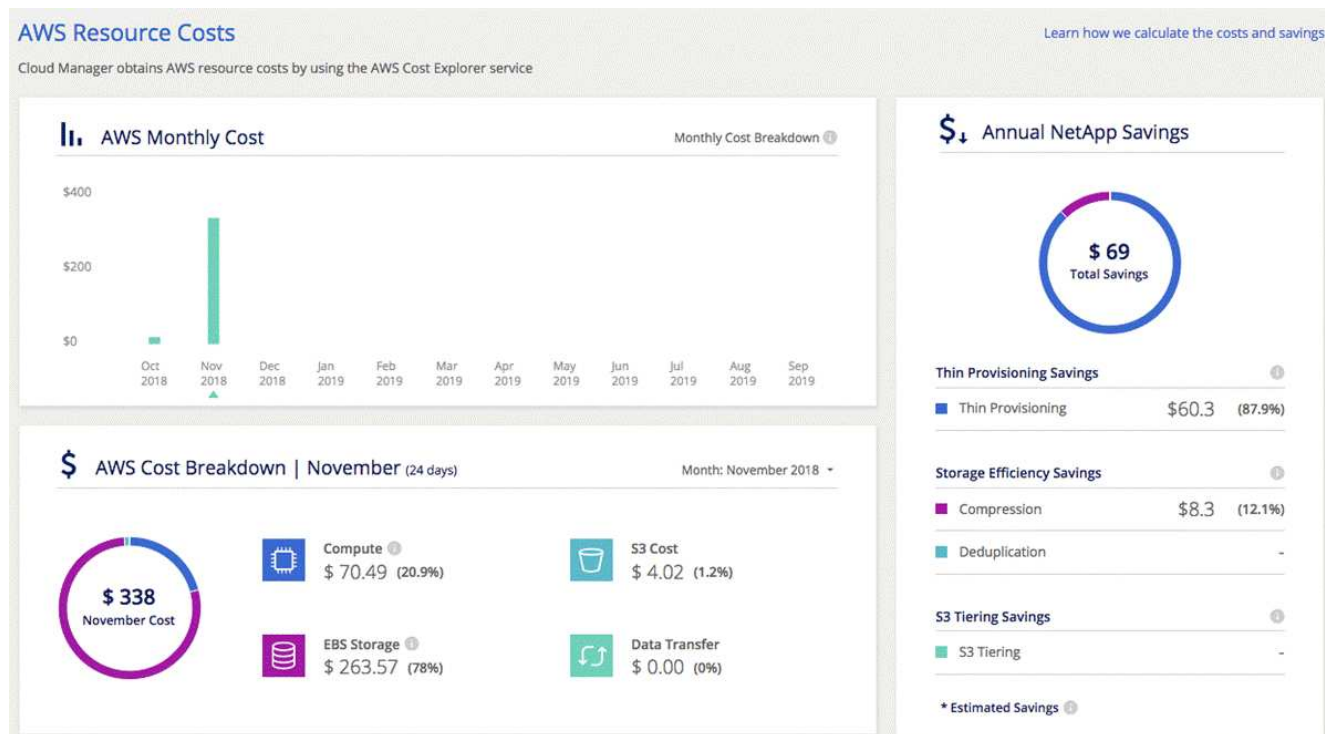 AWS Resource Costs
Learn how we calculate the costs and savings
Cloud Manager obtains AWS resource costs by using the AWS Cost Explorer service
AWS Monthly Cost
Monthly Cost Breakdown
$400
$200
$0
Oct Nov Dec Jan Feb Mar Apr May Jun Jul Aug Sep
2018 2018 2018 2019 2019 2019 2019 2019 2019 2019 2019 2019
$ AWS Cost Breakdown | November (24 days)
Month: November 2018
$ 338
November Cost
Compute
$ 70.49 (20.9%)
S3 Cost
$ 4.02 (1.2%)
EBS Storage
$ 263.57 (78%)
Data Transfer
$ 0.00 (0%)
$ Annual NetApp Savings
$ 69
Total Savings
Thin Provisioning Savings
Thin Provisioning $60.3 (87.9%)
Storage Efficiency Savings
Compression $8.3 (12.1%)
Deduplication -
S3 Tiering Savings
S3 Tiering -
* Estimated Savings